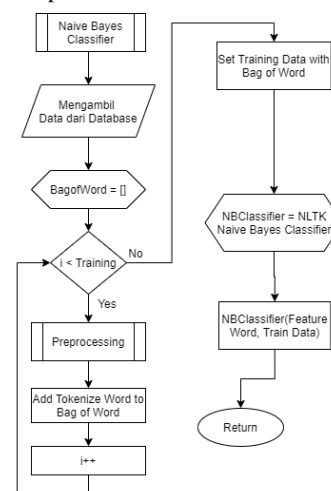 Naive Bayes
Classifier
Mengambil
Data dari Database
BagofWord = []
i < Training
No
Yes
Preprocessing
Add Tokenize Word to
Bag of Word
i++
Set Training Data with
Bag of Word
NBClassifier = NLTK
Naive Bayes Classifier
NBClassifier(Feature
Word, Train Data)
Return